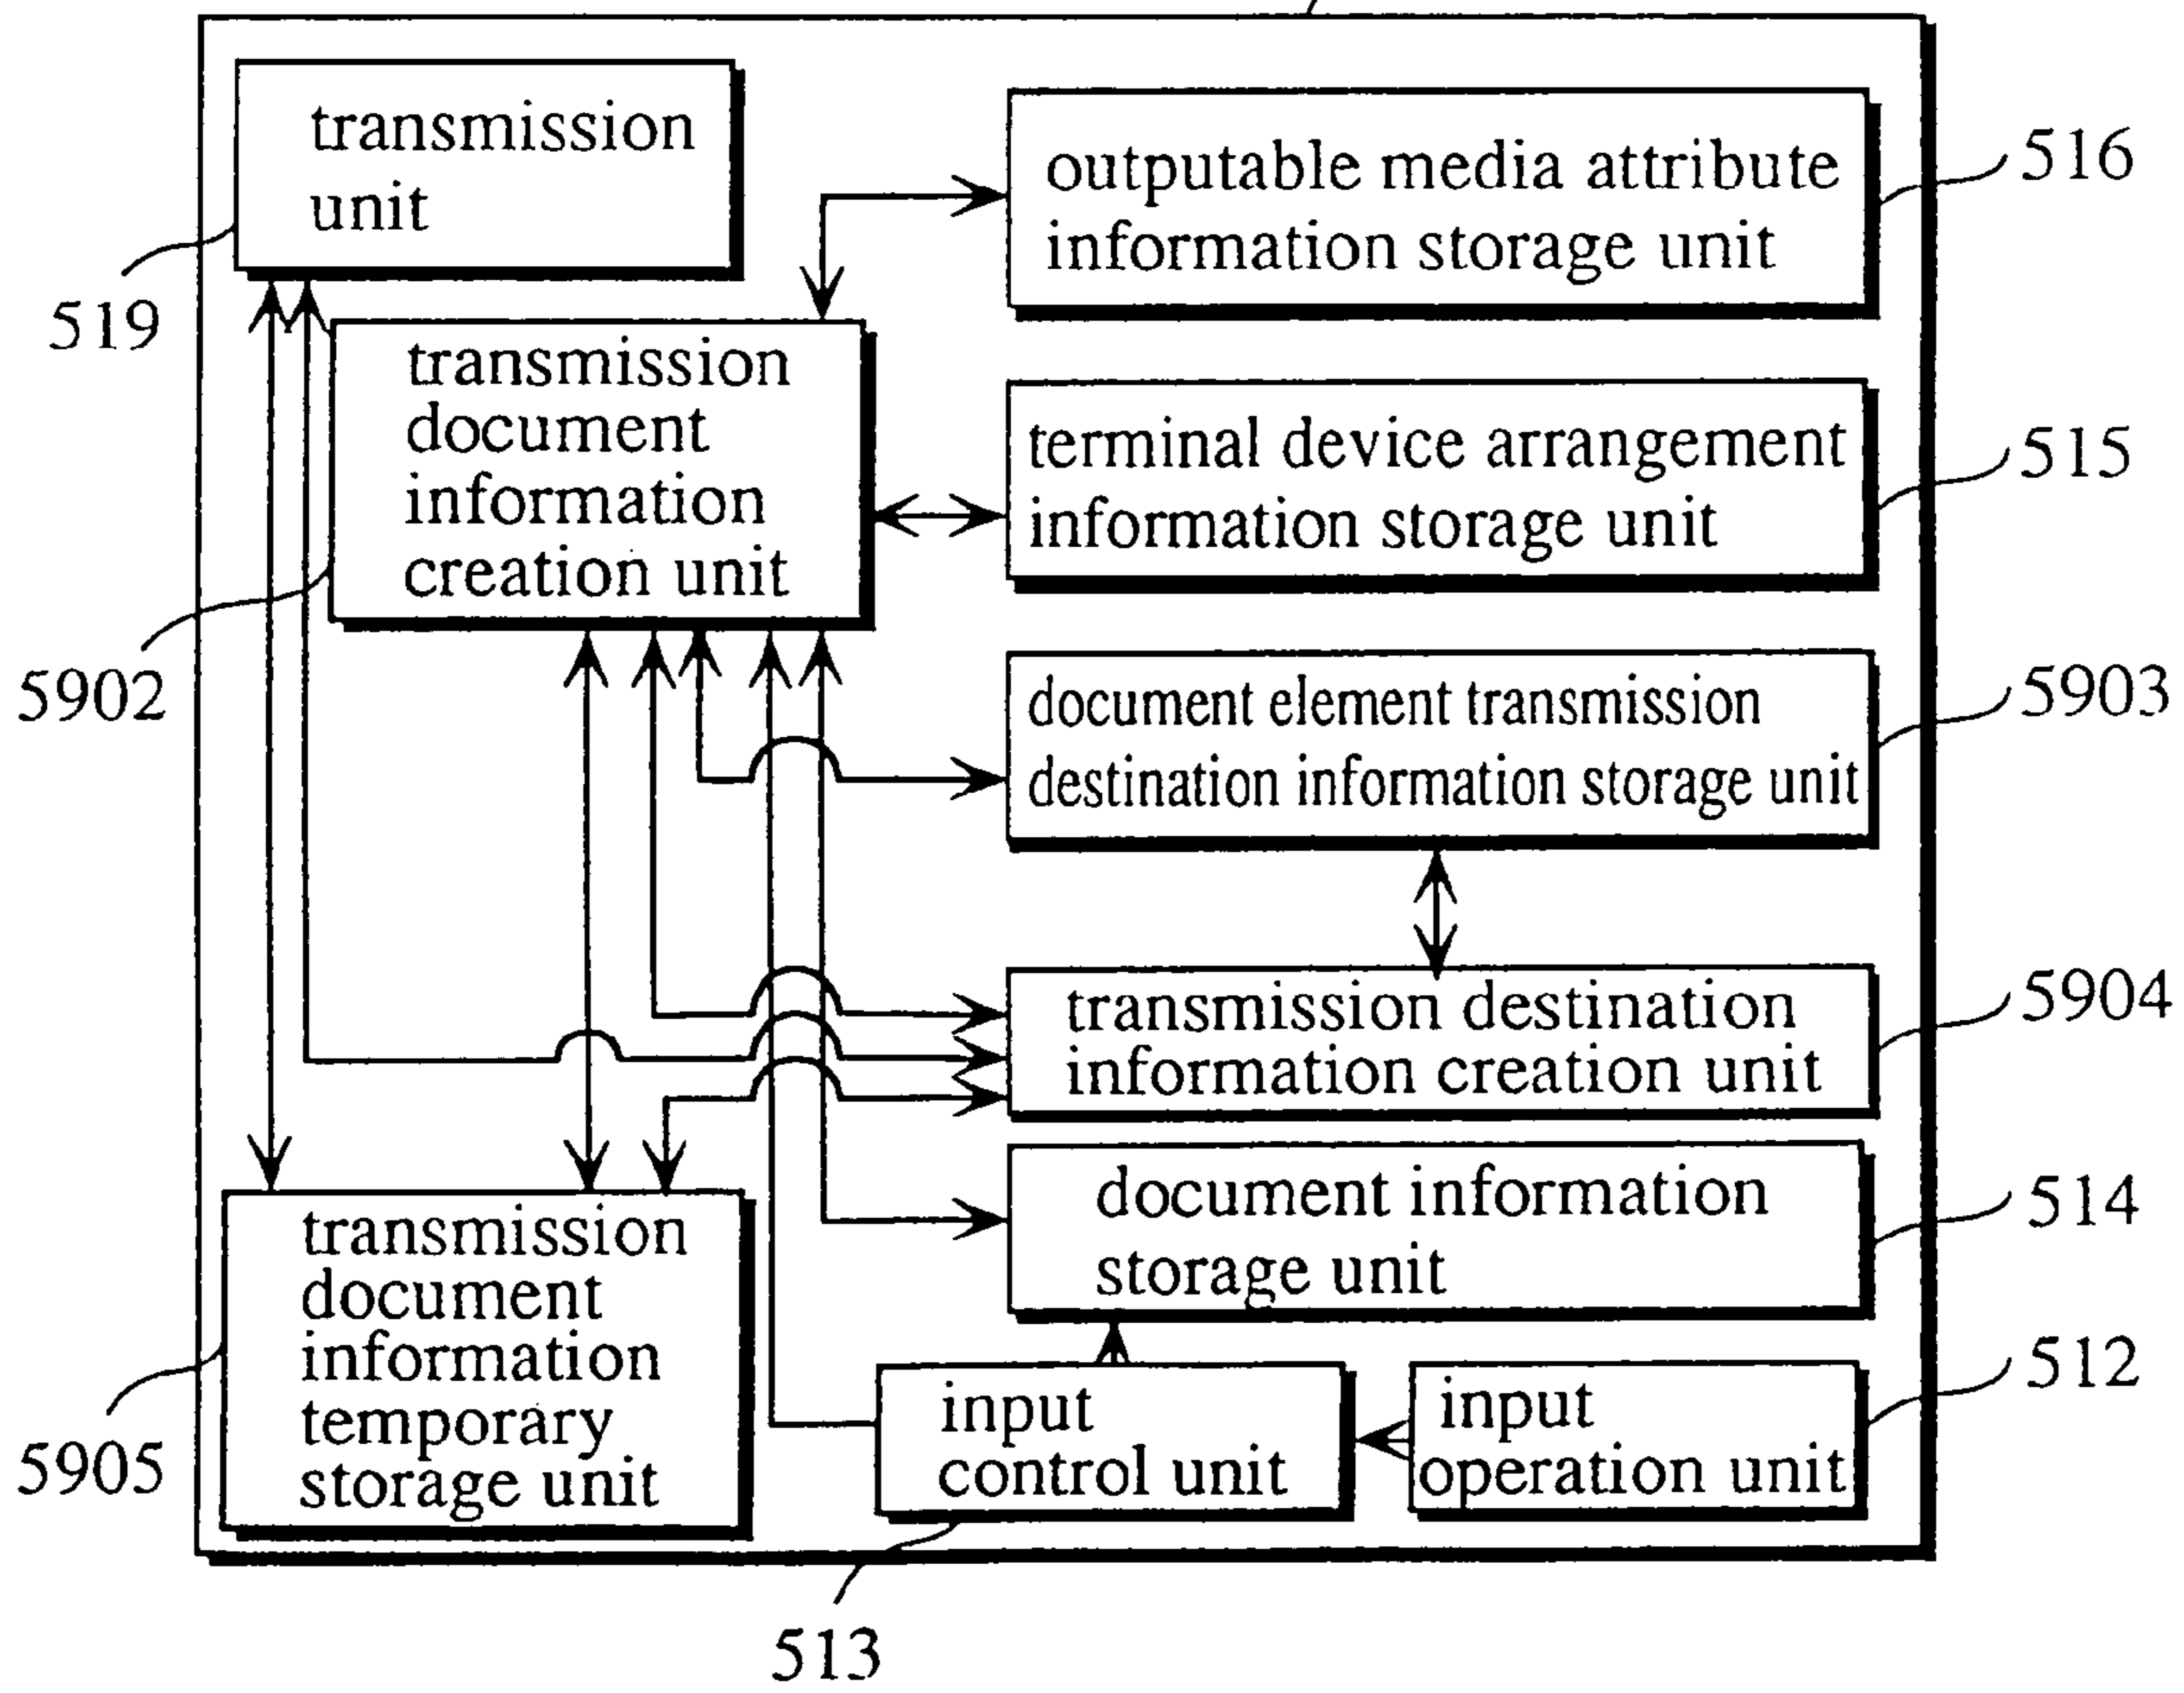 transmission
unit
519
outputable media attribute
information storage unit
516
transmission
document
information
creation unit
5902
terminal device arrangement
information storage unit
515
document element transmission
destination information storage unit
5903
transmission destination
information creation unit
5904
document information
storage unit
514
transmission
document
information
temporary
storage unit
5905
input
control unit
513
input
operation unit
512